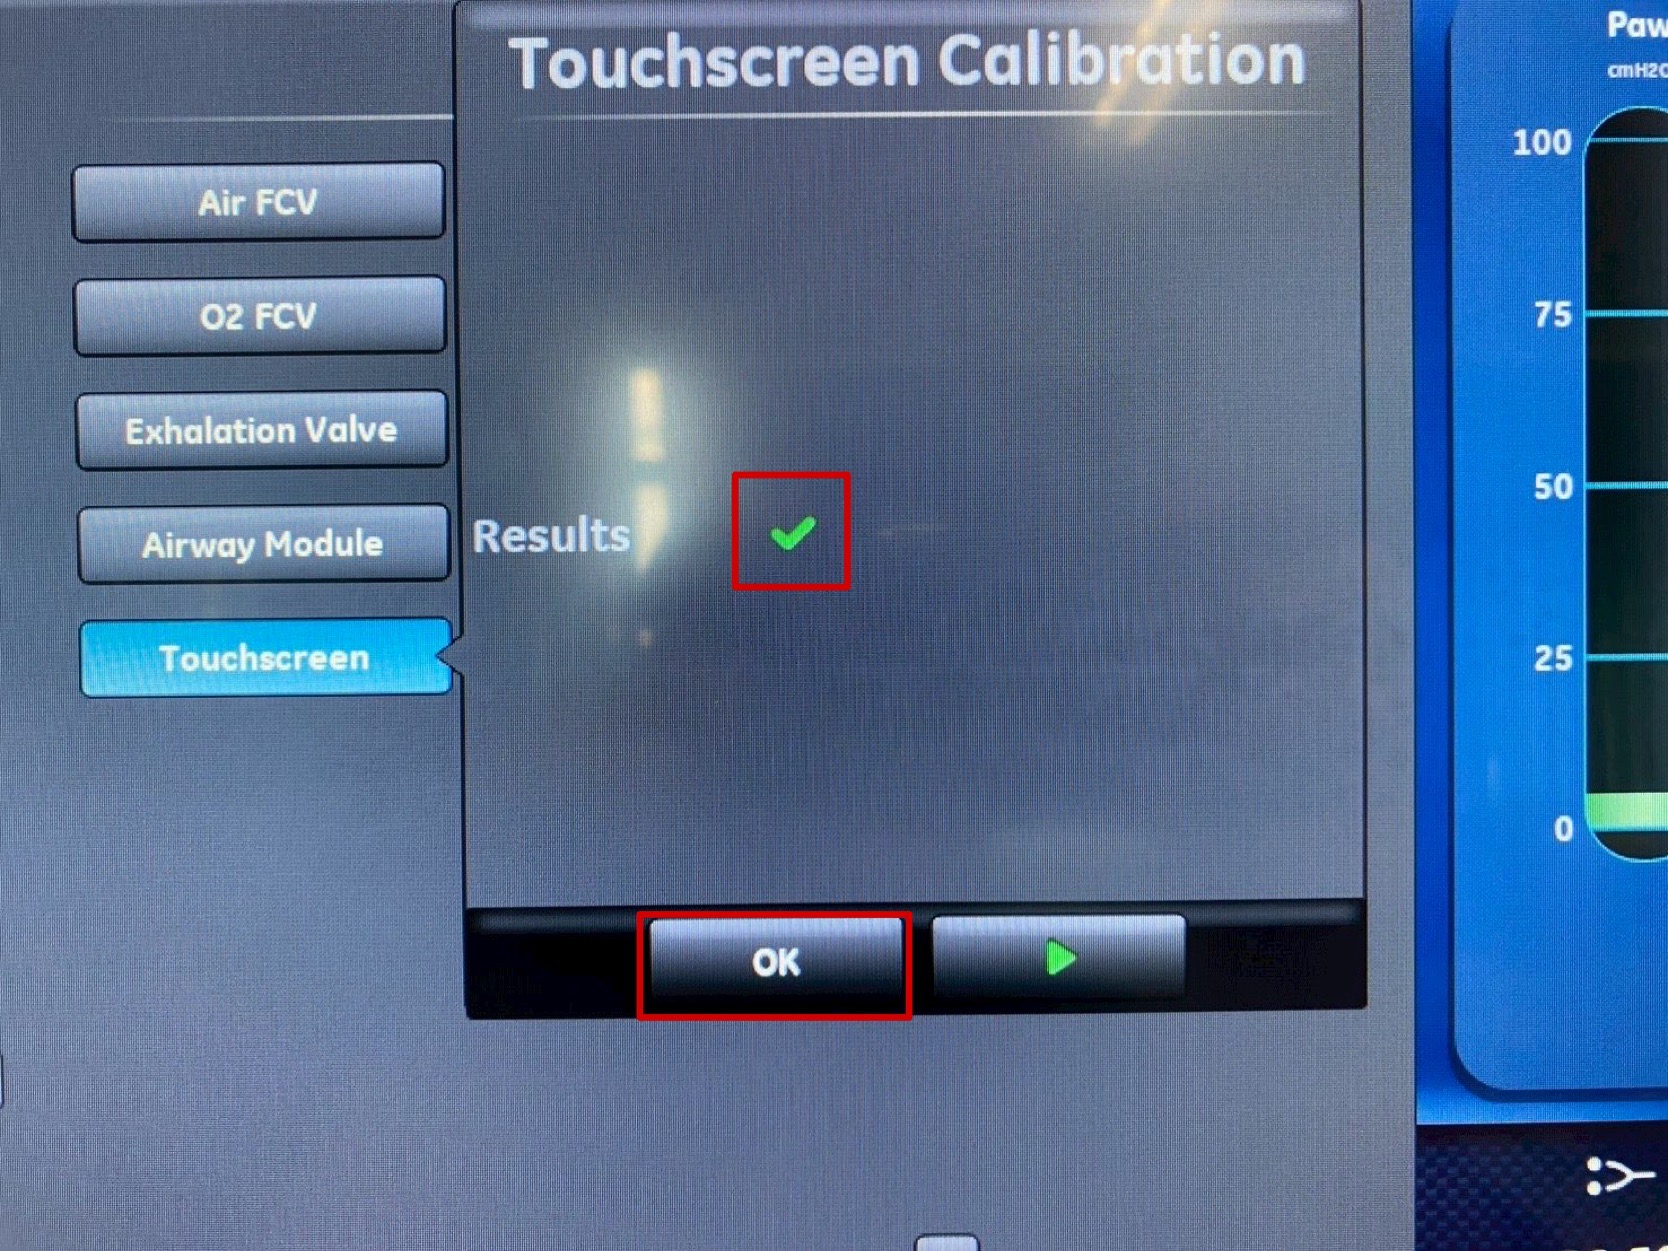 Touchscreen Calibration
Air FCV
O2 FCV
Exhalation Valve
Airway Module
Touchscreen
Results
OK
Paw
cmH2O
100
75
50
25
0